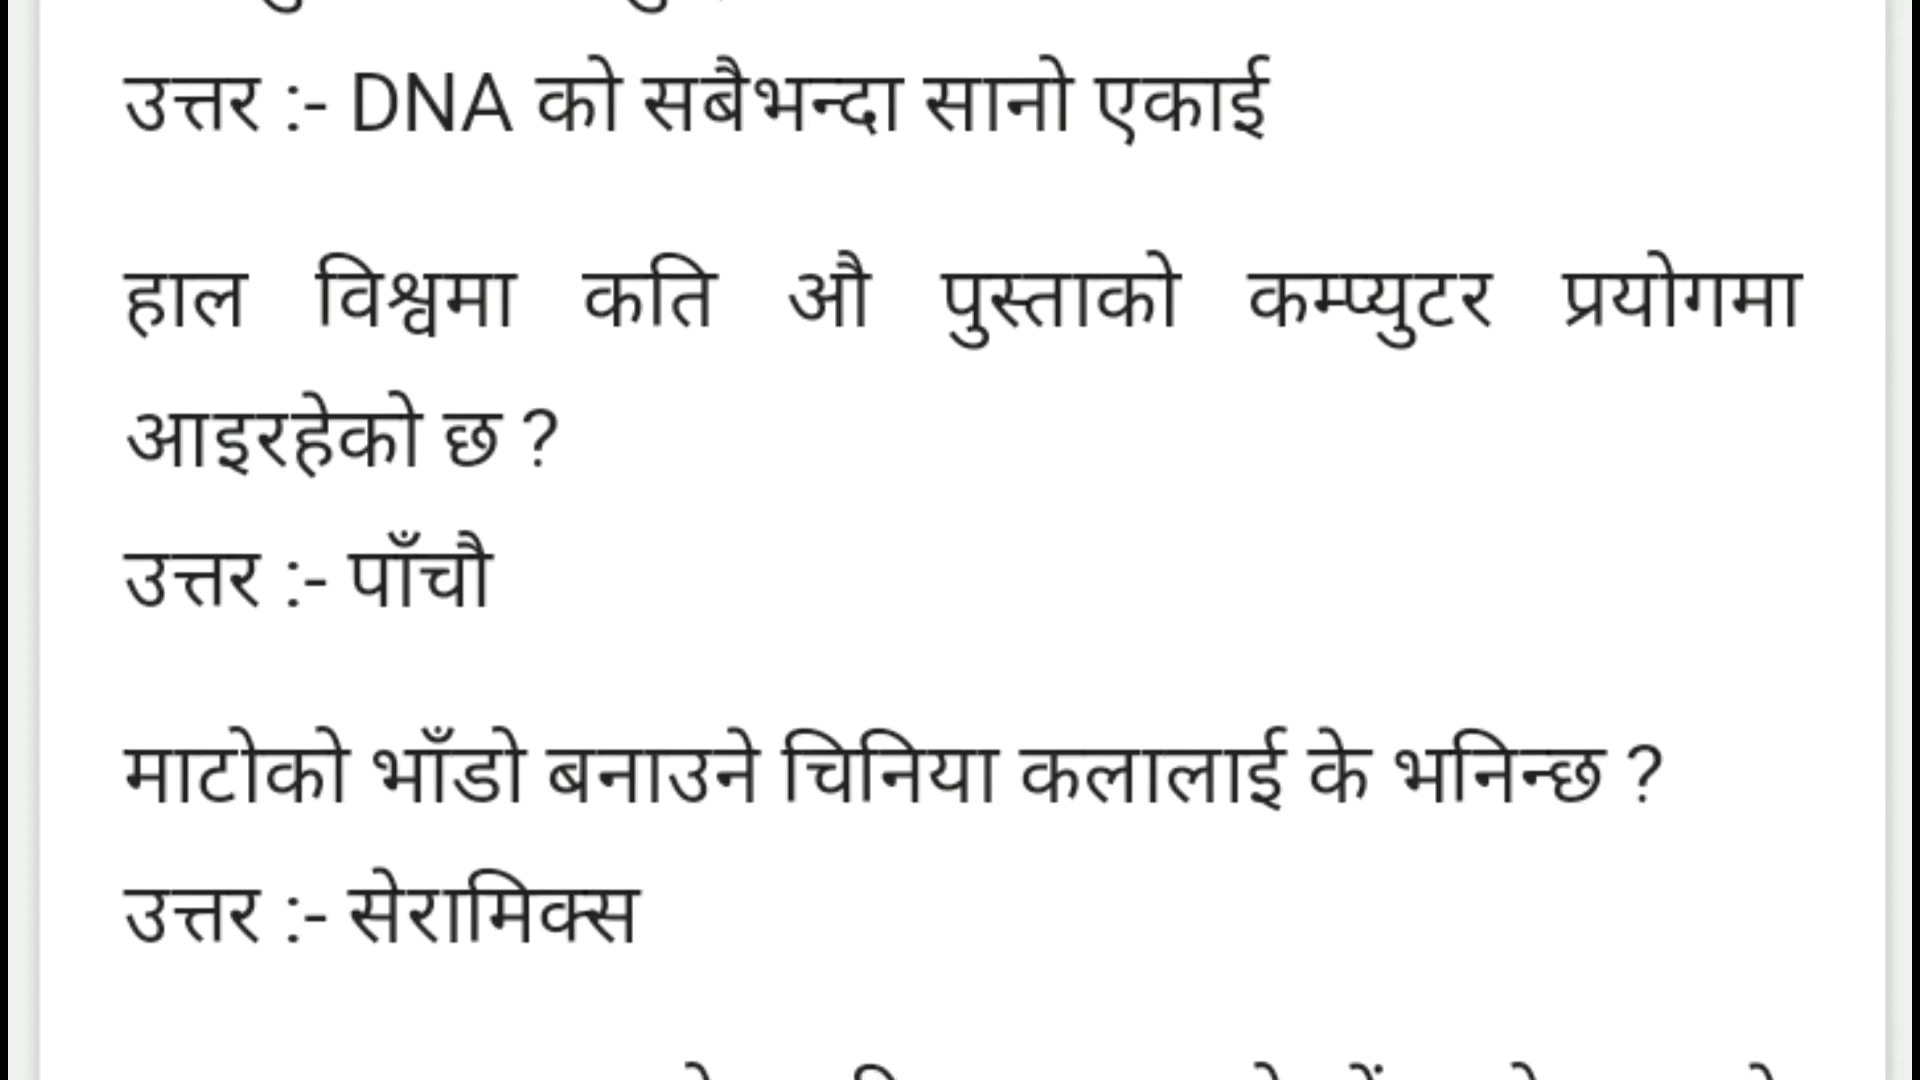 उत्तर :- DNA को सबैभन्दा सानो एकाई
हाल विश्वमा कति औ पुस्ताको कम्प्युटर प्रयोगमा
आइरहेको छ ?
उत्तर :- पाँचौ
माटोको भाँडो बनाउने चिनिया कलालाई के भनिन्छ ?
उत्तर :- सेरामिक्स